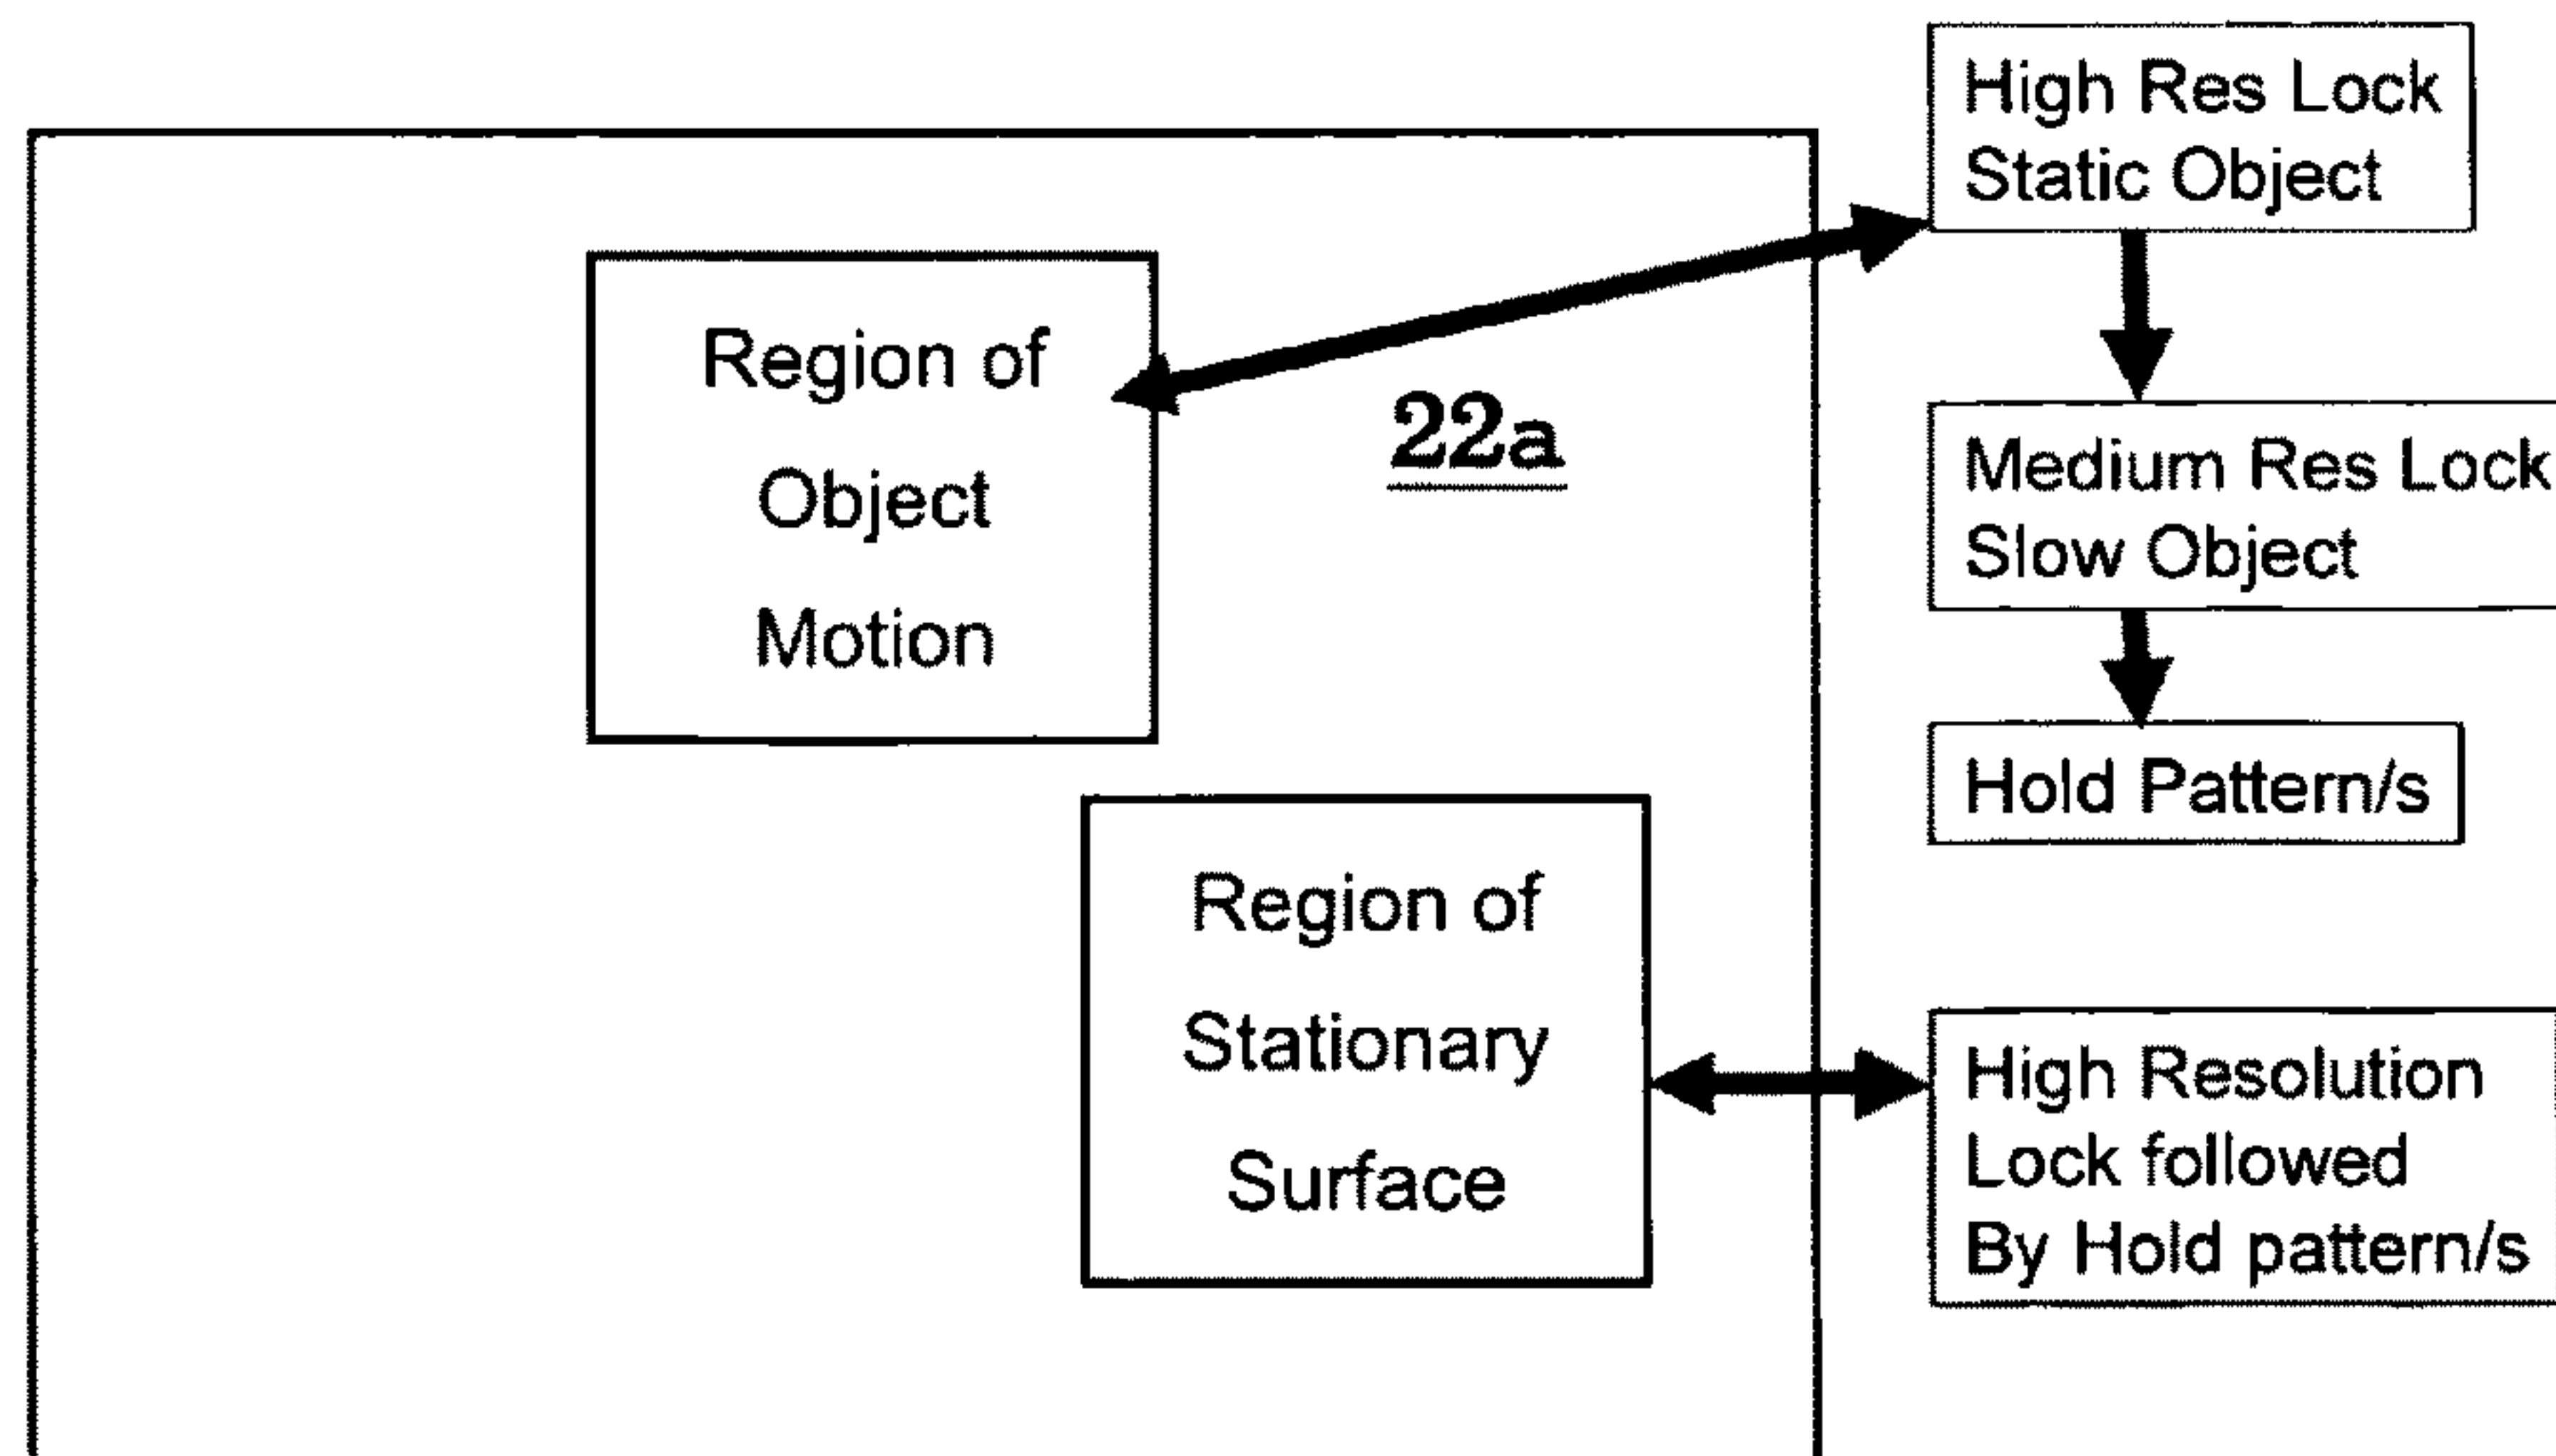 High Res Lock
Static Object
Region of
Object
Motion
22a
Medium Res Lock
Slow Object
Hold Pattern/s
Region of
Stationary
Surface
High Resolution
Lock followed
By Hold pattern/s